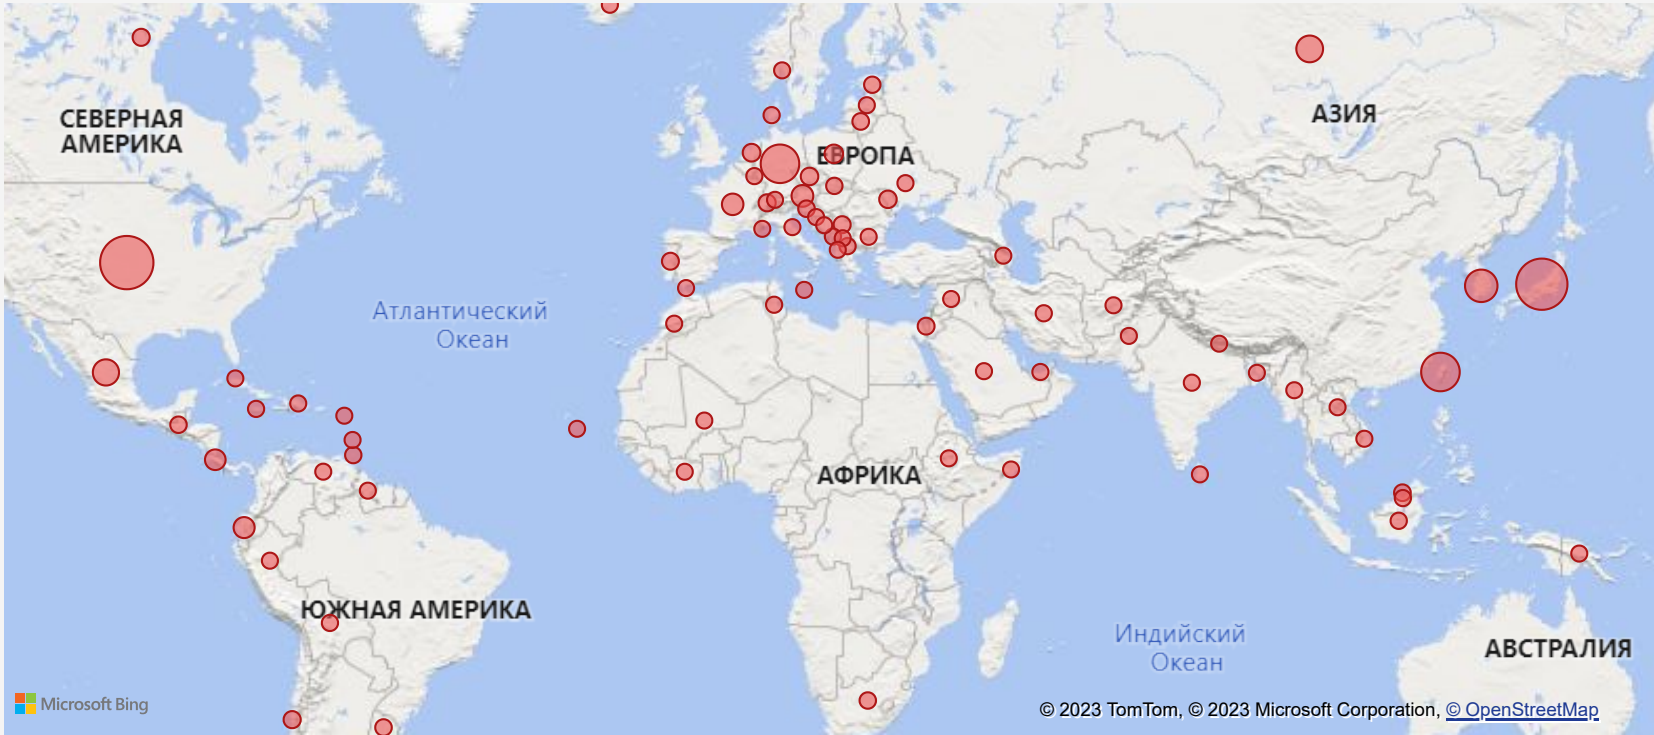 СЕВЕРНАЯ
АМЕРИКА
АЗИЯ
ЕВРОПА
Атлантический
Океан
АФРИКА
ЮЖНАЯ АМЕРИКА
Индийский
Океан
АВСТРАЛИЯ
Microsoft Bing
© 2023 TomTom, © 2023 Microsoft Corporation, © OpenStreetMap